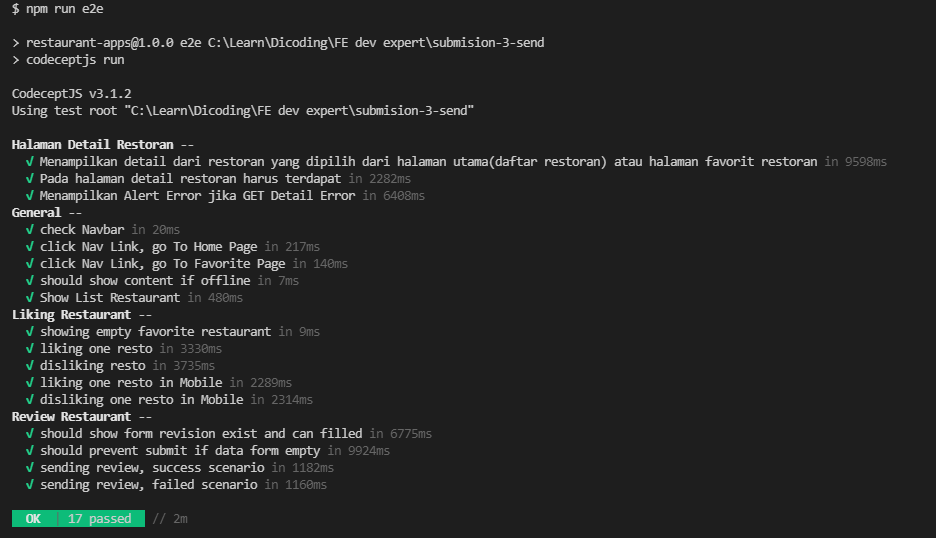 $ npm run e2e
> restaurant-apps@1.0.0 e2e C:\Learn\Dicoding\FE dev expert\submision-3-send
> codeceptjs run
CodeceptJS v3.1.2
Using test root "C:\Learn\Dicoding\FE dev expert\submision-3-send"
Halaman Detail Restoran --
√ Menampilkan detail dari restoran yang dipilih dari halaman utama(daftar restoran) atau halaman favorit restoran in 9598ms
√ Pada halaman detail restoran harus terdapat in 2282ms
√ Menampilkan Alert Error jika GET Detail Error in 6408ms
General --
√ check Navbar in 20ms
√ click Nav Link, go To Home Page in 217ms
√ click Nav Link, go To Favorite Page in 140ms
√ should show content if offline in 7ms
√ Show List Restaurant in 480ms
Liking Restaurant --
√ showing empty favorite restaurant in 9ms
√ liking one resto in 3330ms
√ disliking resto in 3735ms
√ liking one resto in Mobile in 2289ms
√ disliking one resto in Mobile in 2314ms
Review Restaurant --
√ should show form revision exist and can filled in 6775ms
√ should prevent submit if data form empty in 9924ms
√ sending review, success scenario in 1182ms
√ sending review, failed scenario in 1160ms
OK | 17 passed // 2m